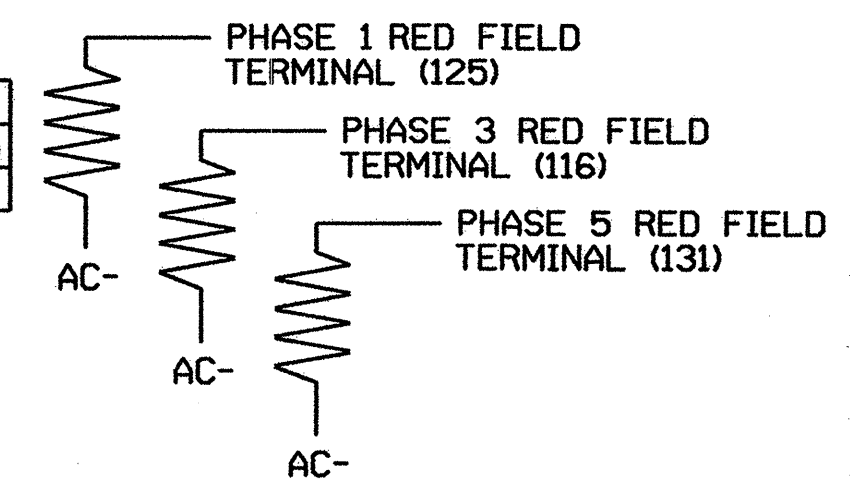 PHASE 1 RED FIELD
TERMINAL (125)
PHASE 3 RED FIELD
TERMINAL (116)
PHASE 5 RED FIELD
TERMINAL (131)
AC-
AC-
AC-